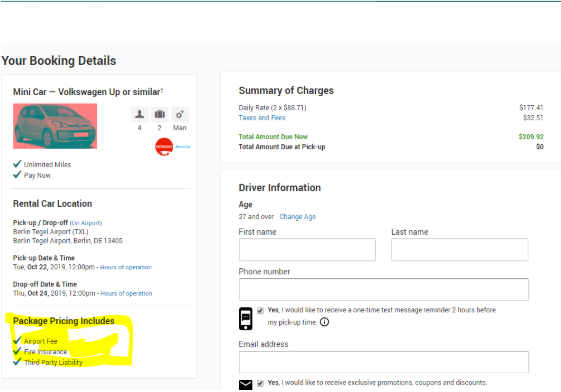 Your Booking Details
Mini Car — Volkswagen Up or similar†
4 2 Man
Unlimited Miles
Pay Now
Rental Car Location
Pick-up / Drop-off (On Airport)
Berlin Tegel Airport (TXL)
Berlin Tegel Airport, Berlin, DE 13405
Pick-up Date & Time
Tue, Oct 22, 2019, 12:00pm - Hours of operation
Drop-off Date & Time
Thu, Oct 24, 2019, 12:00pm - Hours of operation
Package Pricing Includes
Airport Fee
Fire Insurance
Third Party Liability
Summary of Charges
Daily Rate (2 x $88.71) $177.41
Taxes and Fees $32.51
Total Amount Due Now $209.92
Total Amount Due at Pick-up $0
Driver Information
Age
27 and over Change Age
First name Last name
Phone number
Yes, I would like to receive a one-time text message reminder 2 hours before
my pick-up time.
Email address
Yes, I would like to receive exclusive promotions, coupons and discounts.